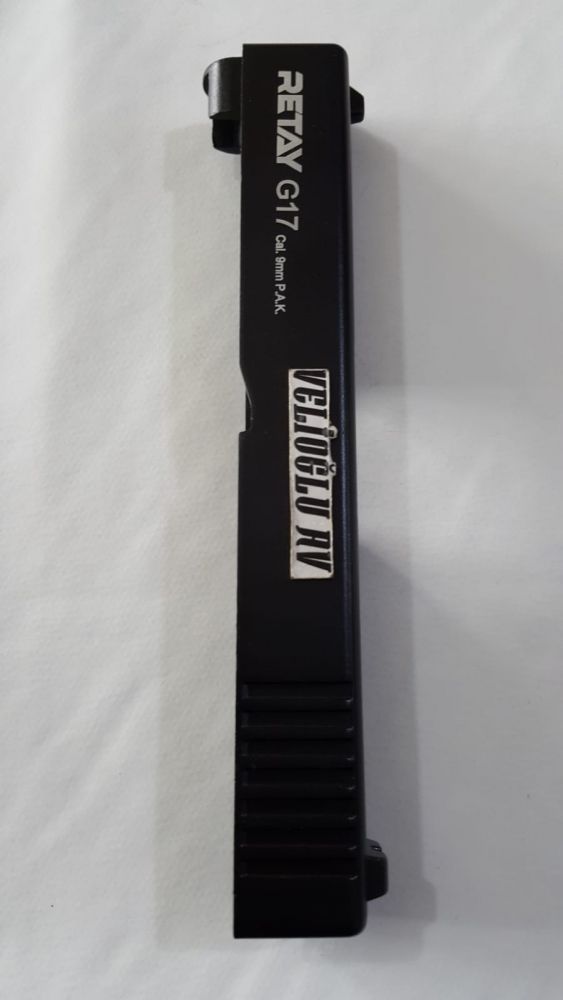 RETAY G17 Cal. 9mm P.A.K.
VELİOĞLU AV